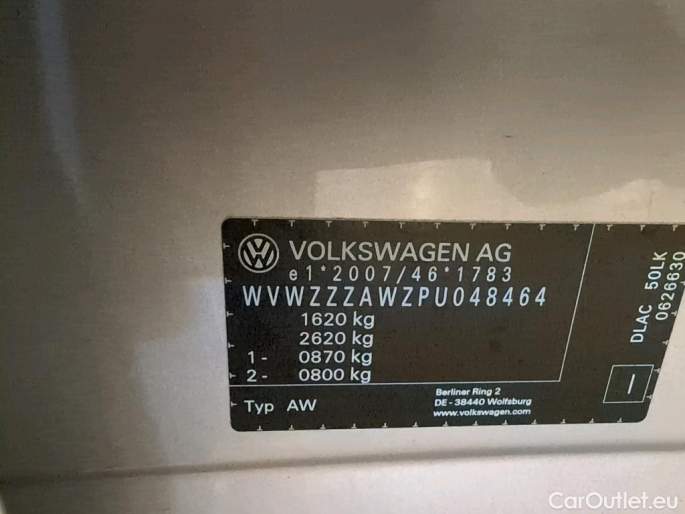 VOLKSWAGEN AG
e1*2007/46*1783
WVWZZZAWZPU048464
1620 kg
2620 kg
1 - 0870 kg
2 - 0800 kg
Typ AW
Berliner Ring 2
DE - 38440 Wolfsburg
www.volkswagen.com
DLAC 50LK
0626630
I
CarOutlet.eu